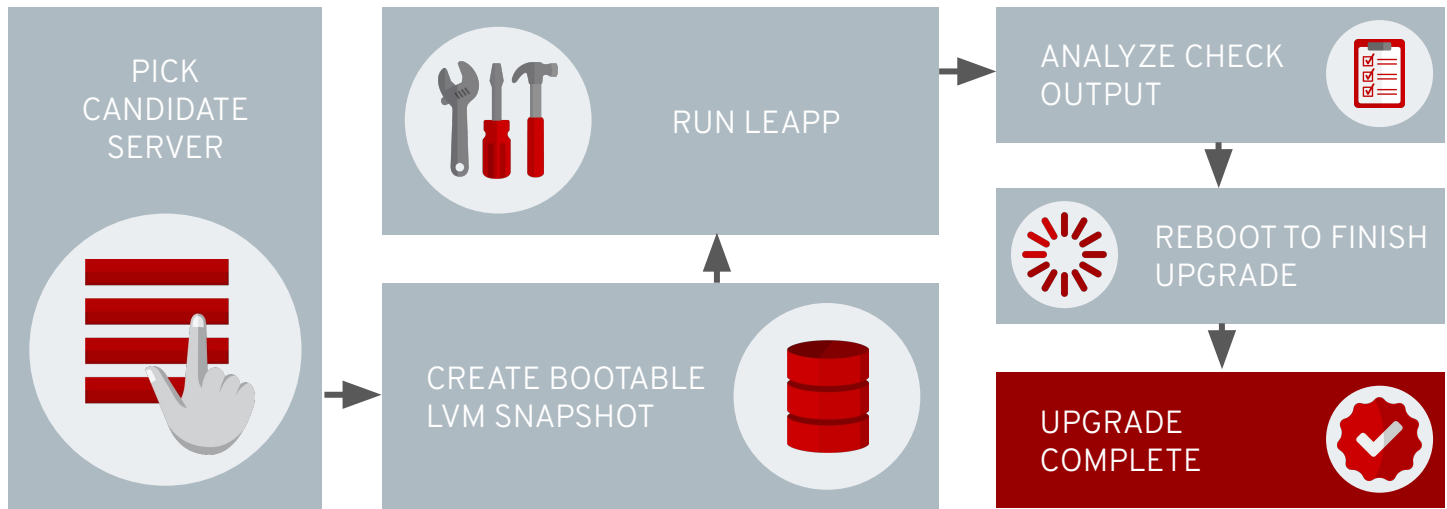 PICK
CANDIDATE
SERVER
CREATE BOOTABLE
LVM SNAPSHOT
RUN LEAPP
ANALYZE CHECK
OUTPUT
REBOOT TO FINISH
UPGRADE
UPGRADE
COMPLETE